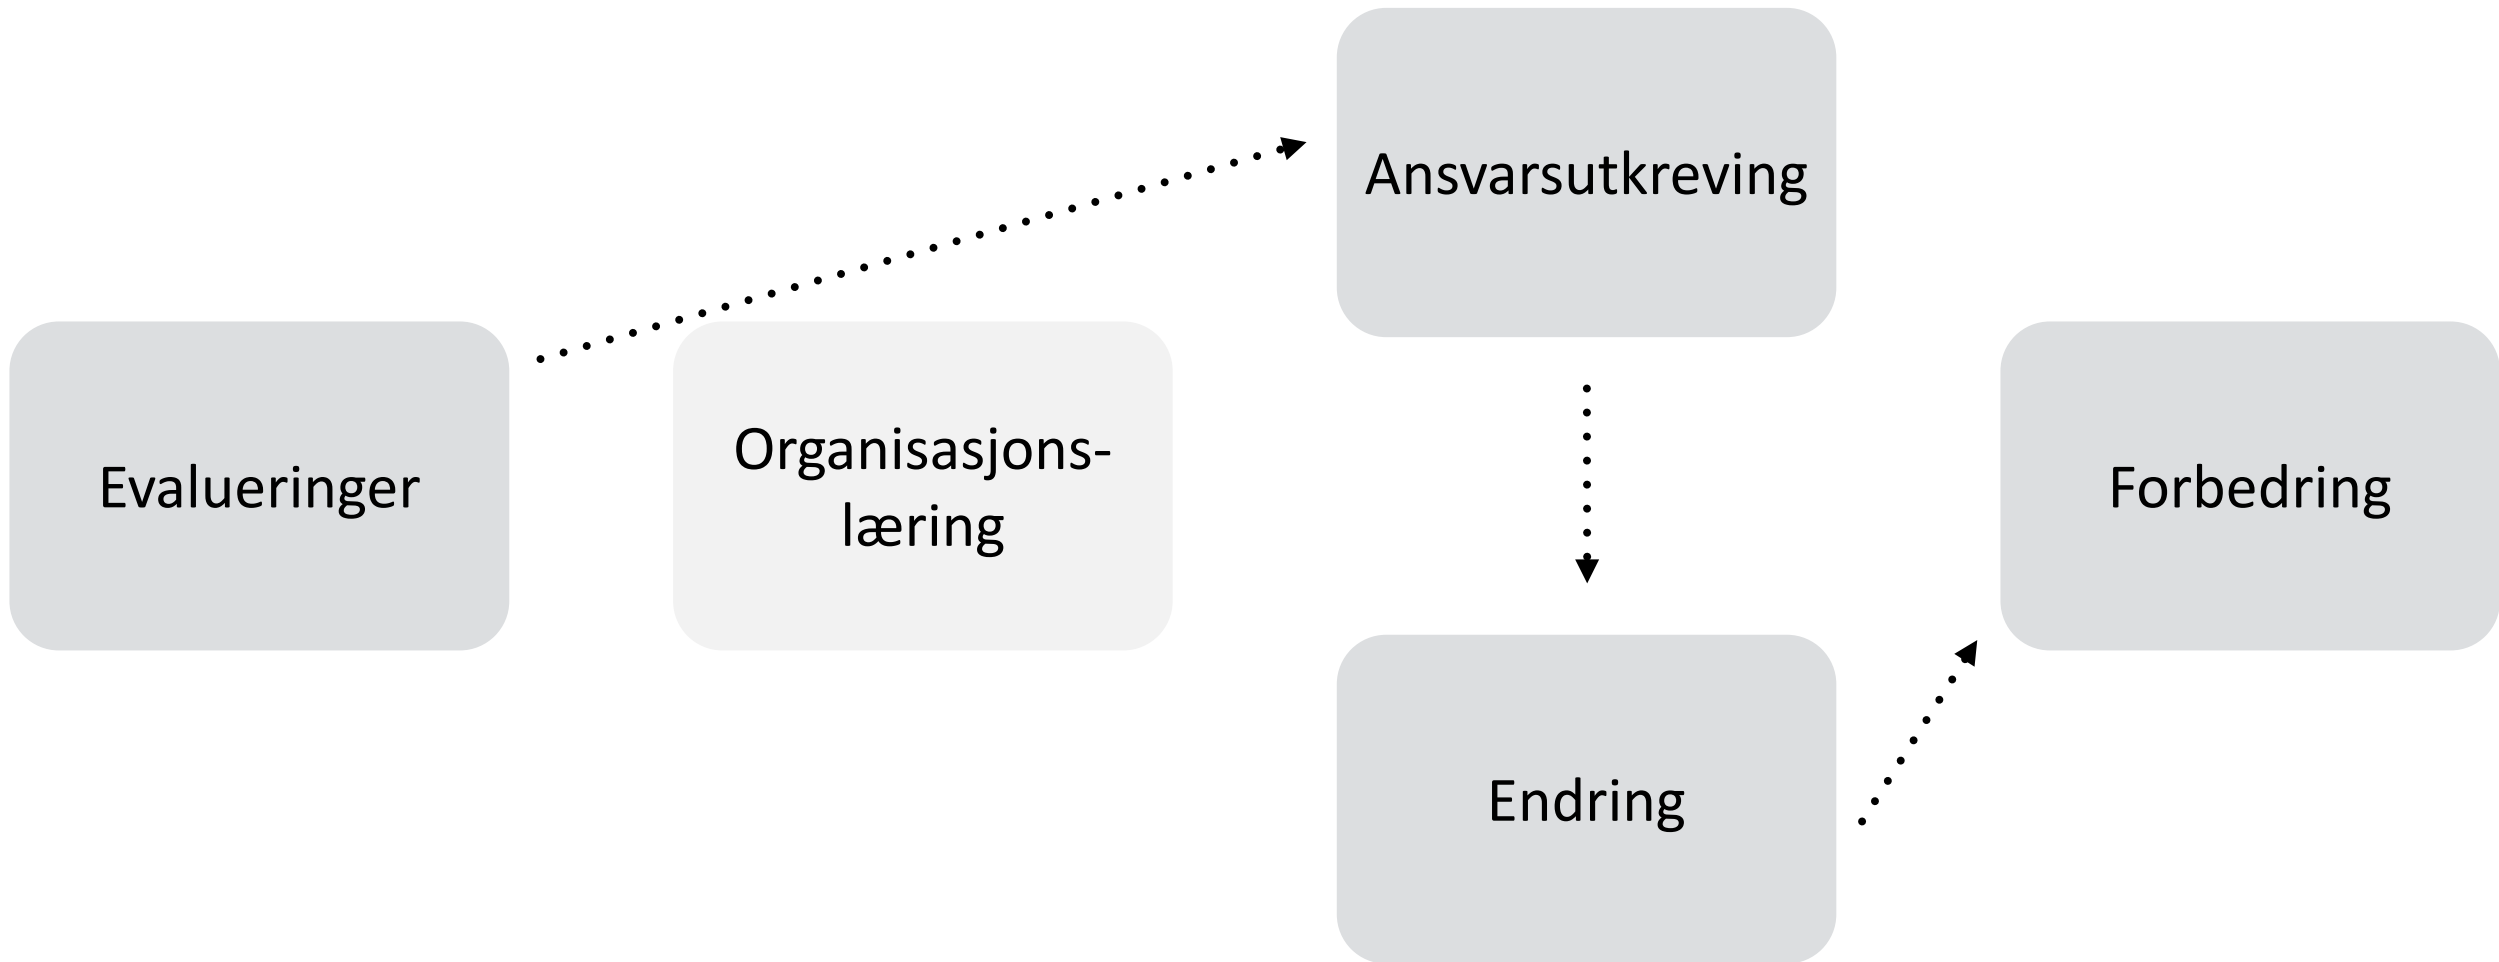 Ansvarsutkreving
Evalueringer
Organisasjons-
læring
Forbedring
Endring